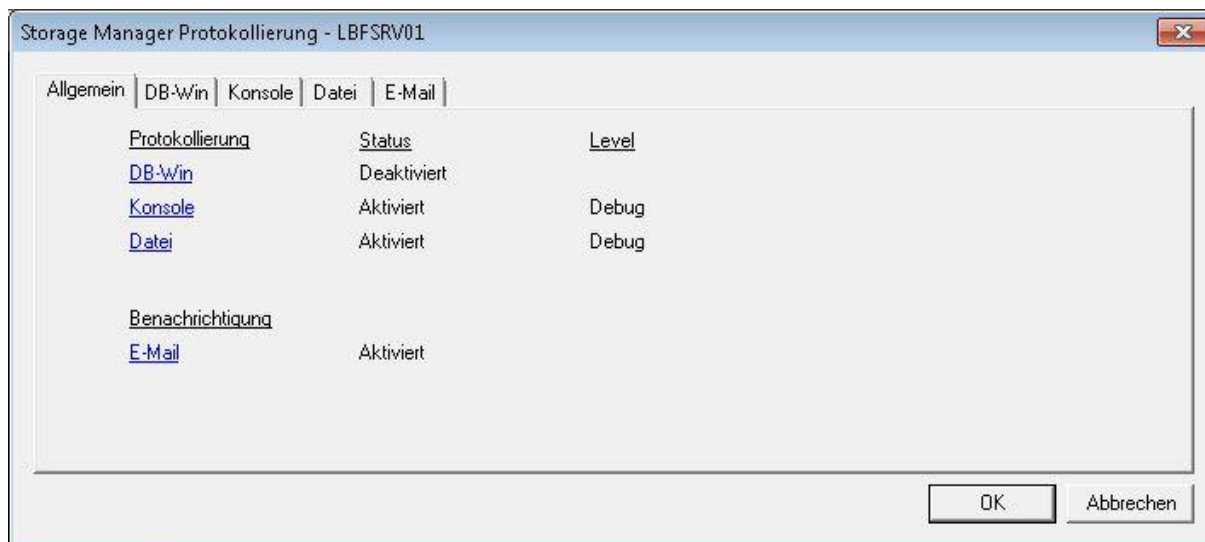 Storage Manager Protokollierung - LBFSRV01
Allgemein DB-Win Konsole Datei E-Mail
Protokollierung Status Level
DB-Win Deaktiviert
Konsole Aktiviert Debug
Datei Aktiviert Debug
Benachrichtigung
E-Mail Aktiviert
OK Abbrechen